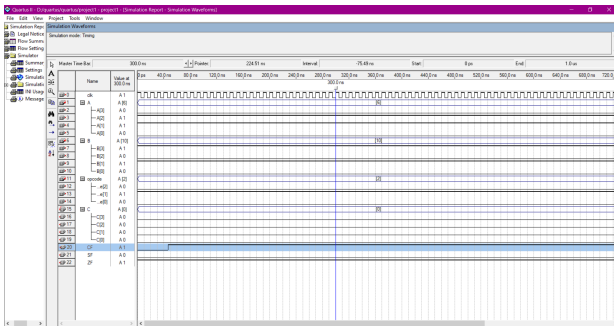 Quartus II - D:/quartus/quartus/project1 - project1 - [Simulation Report - Simulation Waveforms]
File Edit View Project Tools Window
Simulation Repo
Simulation Waveforms
Legal Notice
Simulation mode: Timing
Flow Summ
Flow Setting
Simulator
Summar
Settings
Simulatio
Simulatio
INI Usag
Message
Master Time Bar: 300.0 ns Pointer: 224.51 ns Interval: -75.49 ns Start: 0 ps End: 1.0 us
Name Value at 300.0 ns
0 ps 40.0 ns 80.0 ns 120.0 ns 160.0 ns 200.0 ns 240.0 ns 280.0 ns 320.0 ns 360.0 ns 400.0 ns 440.0 ns 480.0 ns 520.0 ns 560.0 ns 600.0 ns 640.0 ns 680.0 ns 720.0
300.0 ns
0 clk A 1
1 A A [6] [6]
2 A[3] A 0
3 A[2] A 1
4 A[1] A 1
5 A[0] A 0
6 B A [10] [10]
7 B[3] A 1
8 B[2] A 0
9 B[1] A 1
10 B[0] A 0
11 opcode A [2] [2]
12 ...e[2] A 0
13 ...e[1] A 1
14 ...e[0] A 0
15 C A [0] [0]
16 C[3] A 0
17 C[2] A 0
18 C[1] A 0
19 C[0] A 0
20 CF A 1
21 SF A 0
22 ZF A 1